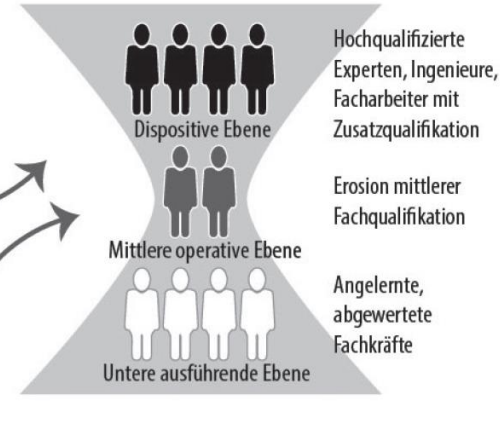 Hochqualifizierte
Experten, Ingenieure,
Facharbeiter mit
Zusatzqualifikation
Dispositive Ebene
Erosion mittlerer
Fachqualifikation
Mittlere operative Ebene
Angelernte,
abgewertete
Fachkräfte
Untere ausführende Ebene